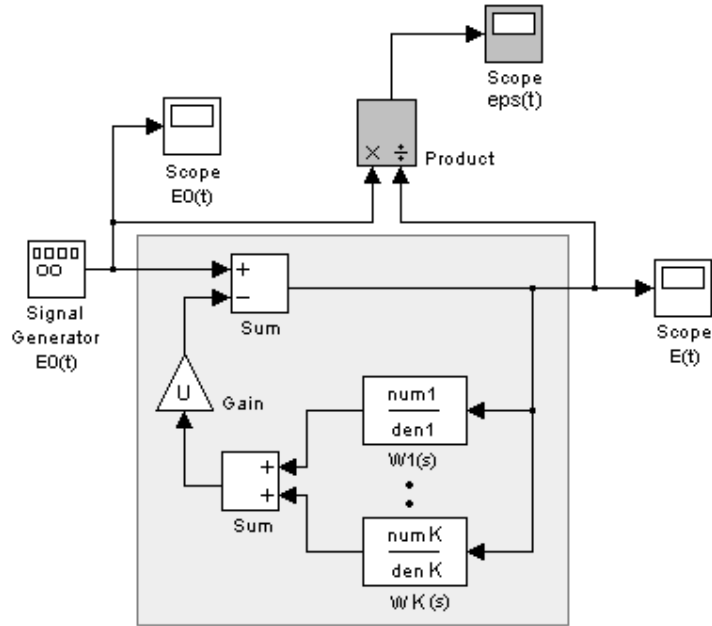 Scope
eps(t)
× ÷
Product
Scope
E0(t)
Signal
Generator
E0(t)
+
−
Sum
Scope
E(t)
U
Gain
num1
den1
W1(s)
+
+
Sum
numK
denK
WK(s)